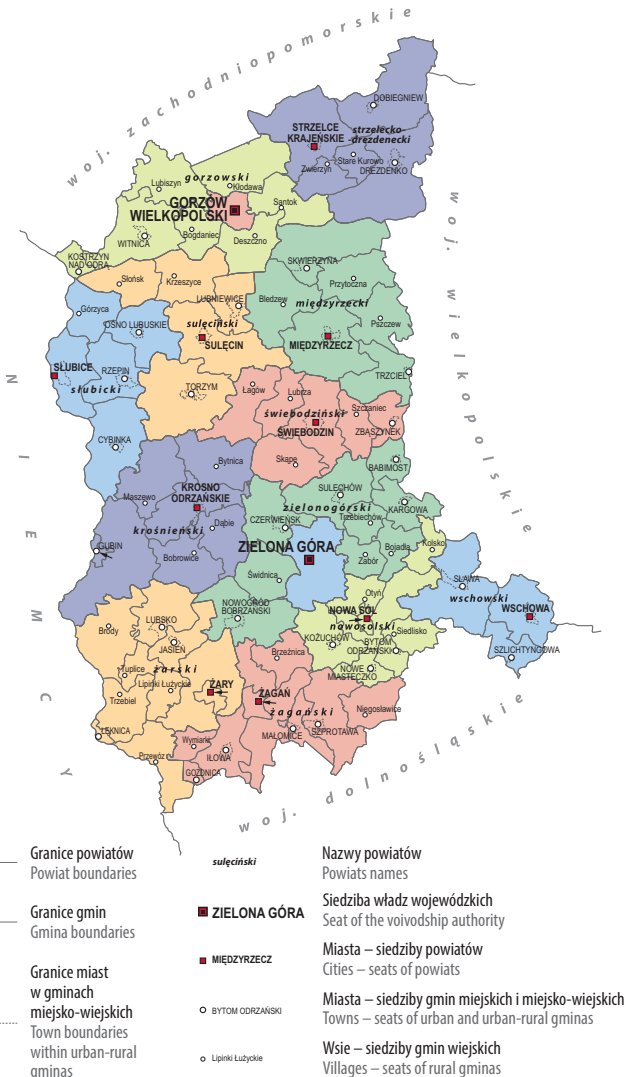 woj. zachodniopomorskie
DOBIEGNIEW
STRZELCE
KRAJEŃSKIE
strzelecko-
-drezdenecki
Zwierzyn
Stare Kurowo
DREZDENKO
gorzowski
Lubiszyn
Kłodawa
GORZÓW
WIELKOPOLSKI
Santok
WITNICA
Bogdaniec
Deszczno
KOSTRZYN
NAD ODRĄ
woj. wielkopolskie
Słońsk
Krzeszyce
LUBNIEWICE
sulęciński
SULĘCIN
TORZYM
SKWIERZYNA
Przytoczna
Bledzew
międzyrzecki
Pszczew
MIĘDZYRZECZ
TRZCIEL
Górzyca
OŚNO LUBUSKIE
SŁUBICE
RZEPIN
słubicki
CYBINKA
NIEMCY
Łagów
Lubrza
świebodziński
Szczaniec
ŚWIEBODZIN
ZBĄSZYNEK
Skąpe
BABIMOST
Bytnica
KROSNO
ODRZAŃSKIE
Maszewo
krośnieński
Dąbie
GUBIN
Bobrowice
SULECHÓW
zielonogórski
KARGOWA
CZERWIEŃSK
Trzebiechów
ZIELONA GÓRA
Bojadła
Kolsko
Zabór
Świdnica
NOWOGRÓD
BOBRZAŃSKI
Otyń
NOWA SÓL
nowosolski
Siedlisko
KOŻUCHÓW
BYTOM
ODRZAŃSKI
NOWE
MIASTECZKO
SŁAWA
wschowski
WSCHOWA
SZLICHTYNGOWA
Brody
LUBSKO
JASIEŃ
Tuplice
żarski
Lipinki Łużyckie
ŻARY
Trzebiel
ŁĘKNICA
Przewóz
Brzeźnica
ŻAGAŃ
żagański
Niegosławice
MAŁOMICE
SZPROTAWA
Wymiarki
IŁOWA
GOZDNICA
woj. dolnośląskie
Granice powiatów
Powiat boundaries
Granice gmin
Gmina boundaries
Granice miast
w gminach
miejsko-wiejskich
Town boundaries
within urban-rural
gminas
sulęciński
Nazwy powiatów
Powiats names
ZIELONA GÓRA
Siedziba władz wojewódzkich
Seat of the voivodship authority
MIĘDZYRZECZ
Miasta – siedziby powiatów
Cities – seats of powiats
BYTOM ODRZAŃSKI
Miasta – siedziby gmin miejskich i miejsko-wiejskich
Towns – seats of urban and urban-rural gminas
Lipinki Łużyckie
Wsie – siedziby gmin wiejskich
Villages – seats of rural gminas